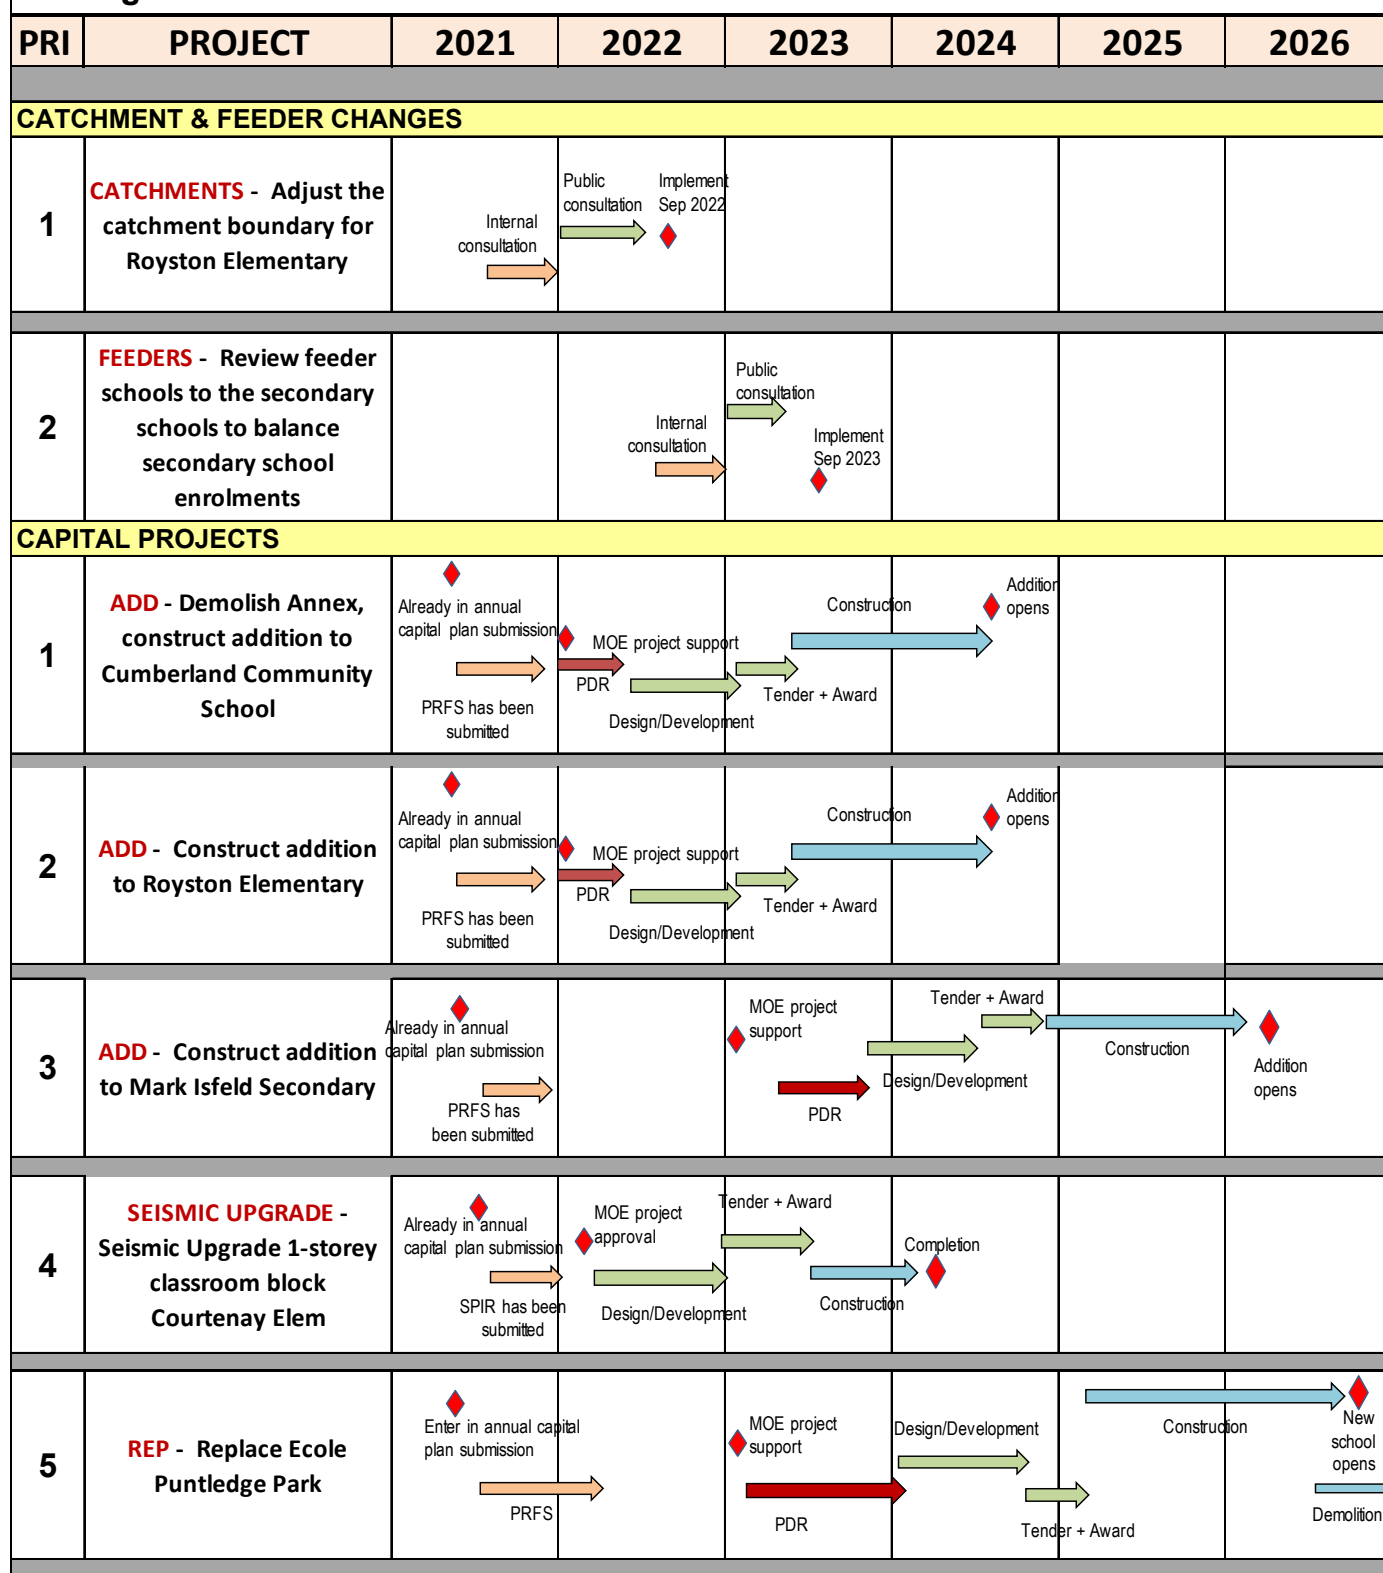 PRI PROJECT 2021 2022 2023 2024 2025 2026
CATCHMENT & FEEDER CHANGES
1
CATCHMENTS - Adjust the
catchment boundary for
Royston Elementary
Internal
consultation
Public
consultation
Implement
Sep 2022
2
FEEDERS - Review feeder
schools to the secondary
schools to balance
secondary school
enrolments
Internal
consultation
Public
consultation
Implement
Sep 2023
CAPITAL PROJECTS
1
ADD - Demolish Annex,
construct addition to
Cumberland Community
School
Already in annual
capital plan submission
PRFS has been
submitted
MOE project support
PDR
Design/Development
Tender + Award
Construction
Addition
opens
2
ADD - Construct addition
to Royston Elementary
Already in annual
capital plan submission
PRFS has been
submitted
MOE project support
PDR
Design/Development
Tender + Award
Construction
Addition
opens
3
ADD - Construct addition
to Mark Isfeld Secondary
Already in annual
capital plan submission
PRFS has
been submitted
MOE project
support
PDR
Design/Development
Tender + Award
Construction
Addition
opens
4
SEISMIC UPGRADE -
Seismic Upgrade 1-storey
classroom block
Courtenay Elem
Already in annual
capital plan submission
SPIR has been
submitted
MOE project
approval
Design/Development
Tender + Award
Construction
Completion
5
REP - Replace Ecole
Puntledge Park
Enter in annual capital
plan submission
PRFS
MOE project
support
PDR
Design/Development
Tender + Award
Construction
New
school
opens
Demolition